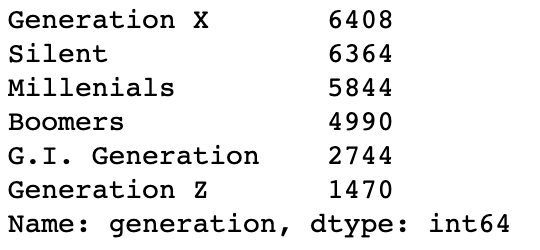 Generation X       6408
Silent             6364
Millenials         5844
Boomers            4990
G.I. Generation    2744
Generation Z       1470
Name: generation, dtype: int64